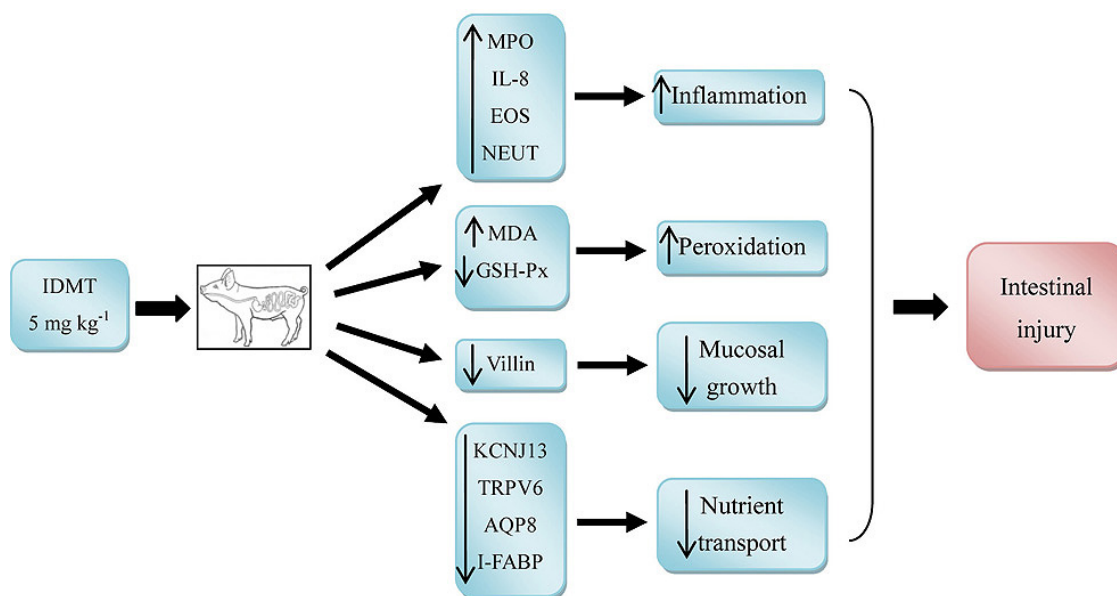 IDMT
5 mg kg⁻¹
MPO
IL-8
EOS
NEUT
Inflammation
MDA
GSH-Px
Peroxidation
Villin
Mucosal
growth
KCNJ13
TRPV6
AQP8
I-FABP
Nutrient
transport
Intestinal
injury